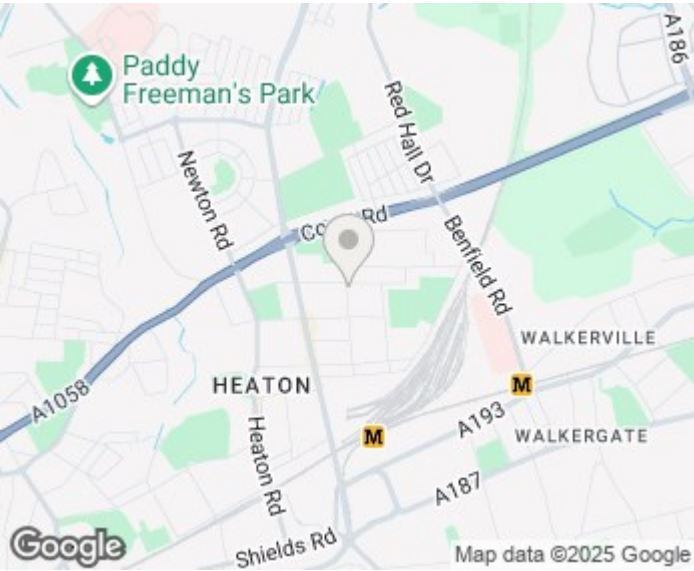 A186
Paddy
Freeman's Park
Red Hall Dr
Newton Rd
Rd
Benfield Rd
WALKERVILLE
HEATON
M
A1058
M
A193
WALKERGATE
Heaton Rd
A187
Shields Rd
Google
Map data ©2025 Google